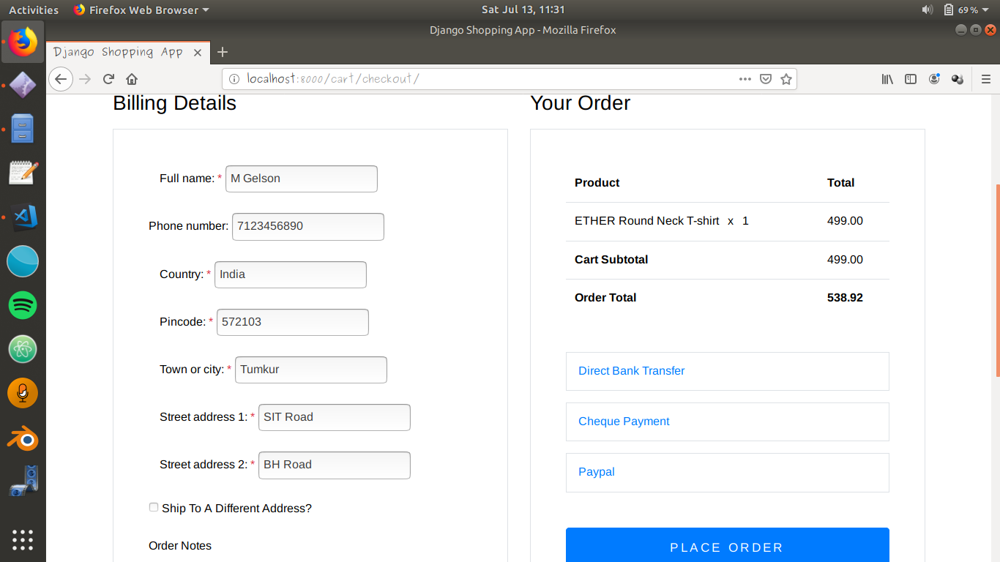 Activities Firefox Web Browser Sat Jul 13, 11:31 69%
Django Shopping App - Mozilla Firefox
Django Shopping App
localhost:8000/cart/checkout/
Billing Details
Full name: * M Gelson
Phone number: 7123456890
Country: * India
Pincode: * 572103
Town or city: * Tumkur
Street address 1: * SIT Road
Street address 2: * BH Road
Ship To A Different Address?
Order Notes
Your Order
Product Total
ETHER Round Neck T-shirt x 1 499.00
Cart Subtotal 499.00
Order Total 538.92
Direct Bank Transfer
Cheque Payment
Paypal
PLACE ORDER